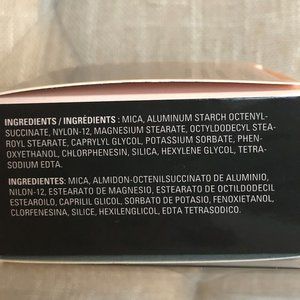 INGREDIENTS / INGRÉDIENTS : MICA, ALUMINUM STARCH OCTENYL-
SUCCINATE, NYLON-12, MAGNESIUM STEARATE, OCTYLDODECYL STEA-
ROYL STEARATE, CAPRYLYL GLYCOL, POTASSIUM SORBATE, PHEN-
OXYETHANOL, CHLORPHENESIN, SILICA, HEXYLENE GLYCOL, TETRA-
SODIUM EDTA.
INGREDIENTES: MICA, ALMIDON-OCTENILSUCCINATO DE ALUMINIO,
NILON-12, ESTEARATO DE MAGNESIO, ESTEARATO DE OCTILDODECIL
ESTEAROILO, CAPRILIL GLICOL, SORBATO DE POTASIO, FENOXIETANOL,
CLORFENESINA, SILICE, HEXILENGLICOL, EDTA TETRASODICO.